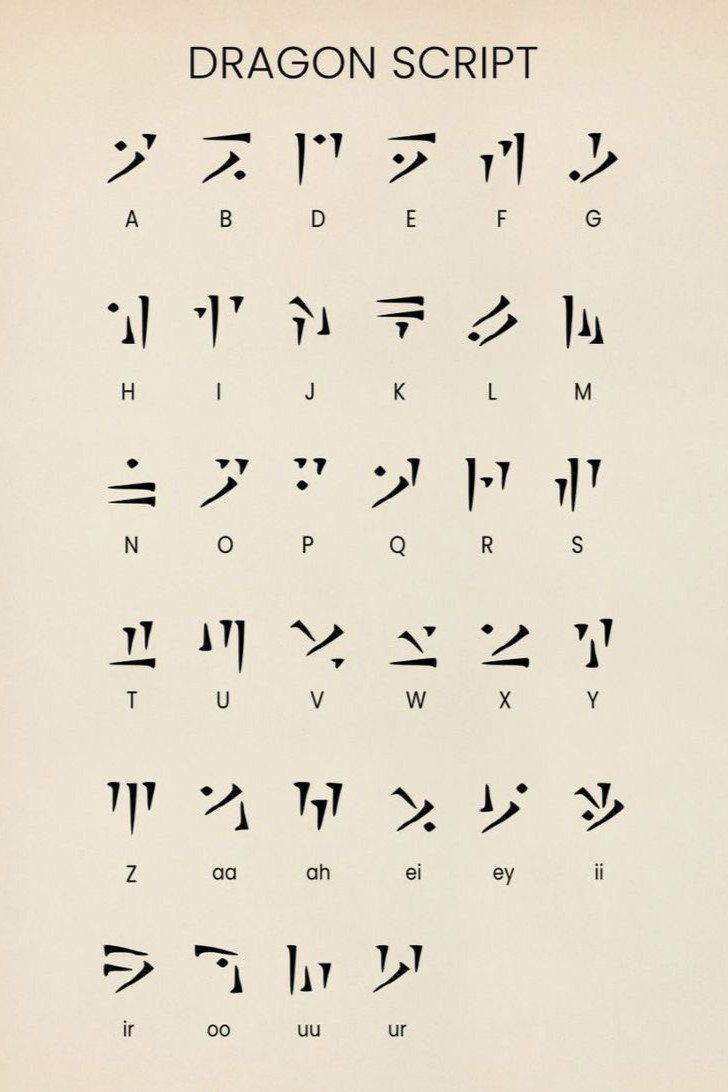 DRAGON SCRIPT
A B D E F G
H I J K L M
N O P Q R S
T U V W X Y
Z aa ah ei ey ii
ir oo uu ur